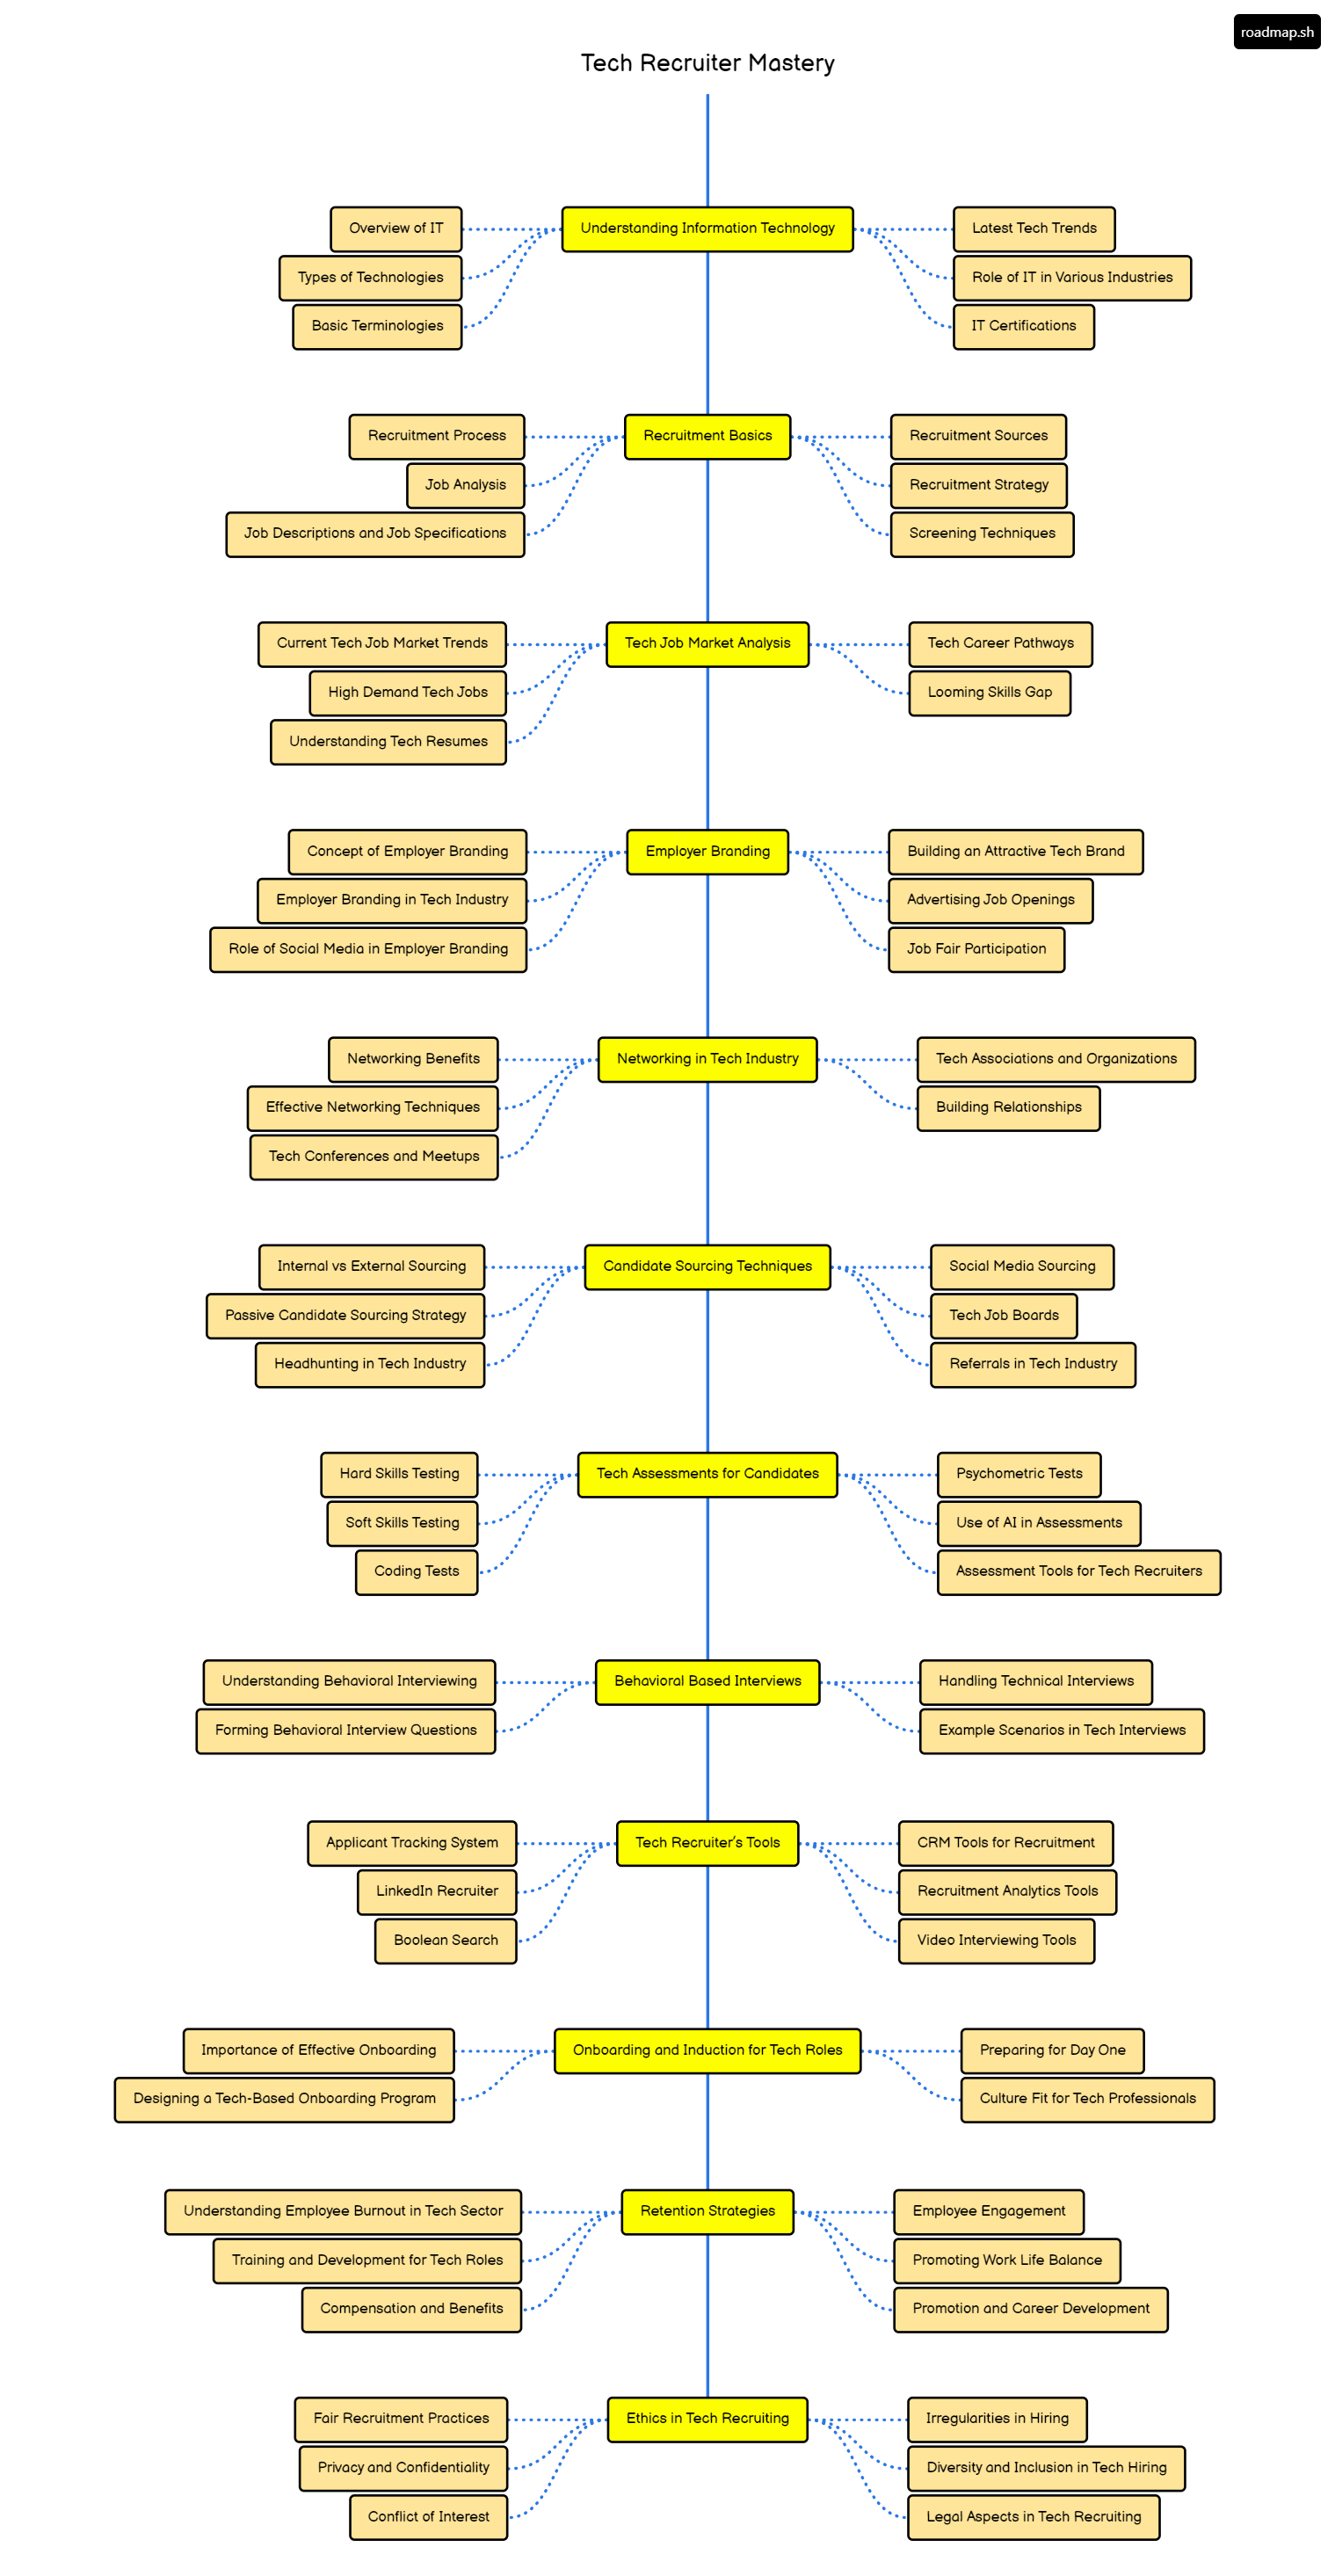 roadmap.sh
Tech Recruiter Mastery
Understanding Information Technology
Overview of IT
Types of Technologies
Basic Terminologies
Latest Tech Trends
Role of IT in Various Industries
IT Certifications
Recruitment Basics
Recruitment Process
Job Analysis
Job Descriptions and Job Specifications
Recruitment Sources
Recruitment Strategy
Screening Techniques
Tech Job Market Analysis
Current Tech Job Market Trends
High Demand Tech Jobs
Understanding Tech Resumes
Tech Career Pathways
Looming Skills Gap
Employer Branding
Concept of Employer Branding
Employer Branding in Tech Industry
Role of Social Media in Employer Branding
Building an Attractive Tech Brand
Advertising Job Openings
Job Fair Participation
Networking in Tech Industry
Networking Benefits
Effective Networking Techniques
Tech Conferences and Meetups
Tech Associations and Organizations
Building Relationships
Candidate Sourcing Techniques
Internal vs External Sourcing
Passive Candidate Sourcing Strategy
Headhunting in Tech Industry
Social Media Sourcing
Tech Job Boards
Referrals in Tech Industry
Tech Assessments for Candidates
Hard Skills Testing
Soft Skills Testing
Coding Tests
Psychometric Tests
Use of AI in Assessments
Assessment Tools for Tech Recruiters
Behavioral Based Interviews
Understanding Behavioral Interviewing
Forming Behavioral Interview Questions
Handling Technical Interviews
Example Scenarios in Tech Interviews
Tech Recruiter's Tools
Applicant Tracking System
LinkedIn Recruiter
Boolean Search
CRM Tools for Recruitment
Recruitment Analytics Tools
Video Interviewing Tools
Onboarding and Induction for Tech Roles
Importance of Effective Onboarding
Designing a Tech-Based Onboarding Program
Preparing for Day One
Culture Fit for Tech Professionals
Retention Strategies
Understanding Employee Burnout in Tech Sector
Training and Development for Tech Roles
Compensation and Benefits
Employee Engagement
Promoting Work Life Balance
Promotion and Career Development
Ethics in Tech Recruiting
Fair Recruitment Practices
Privacy and Confidentiality
Conflict of Interest
Irregularities in Hiring
Diversity and Inclusion in Tech Hiring
Legal Aspects in Tech Recruiting